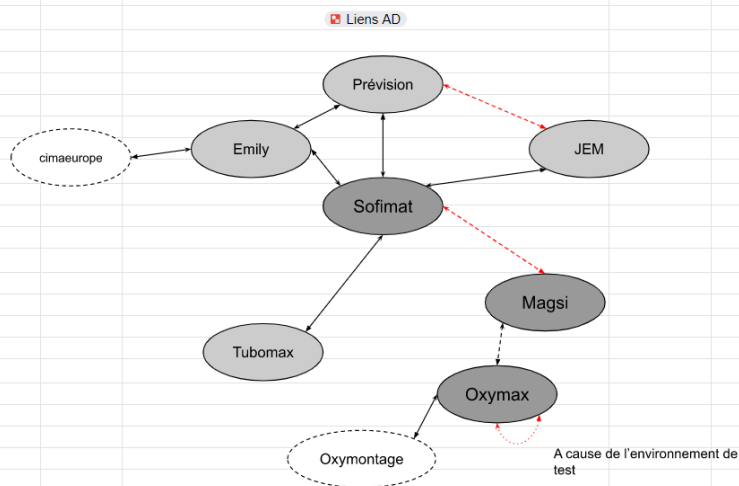 Liens AD
Prévision
cimaeurope
Emily
JEM
Sofimat
Magsi
Tubomax
Oxymax
Oxymontage
A cause de l'environnement de
test